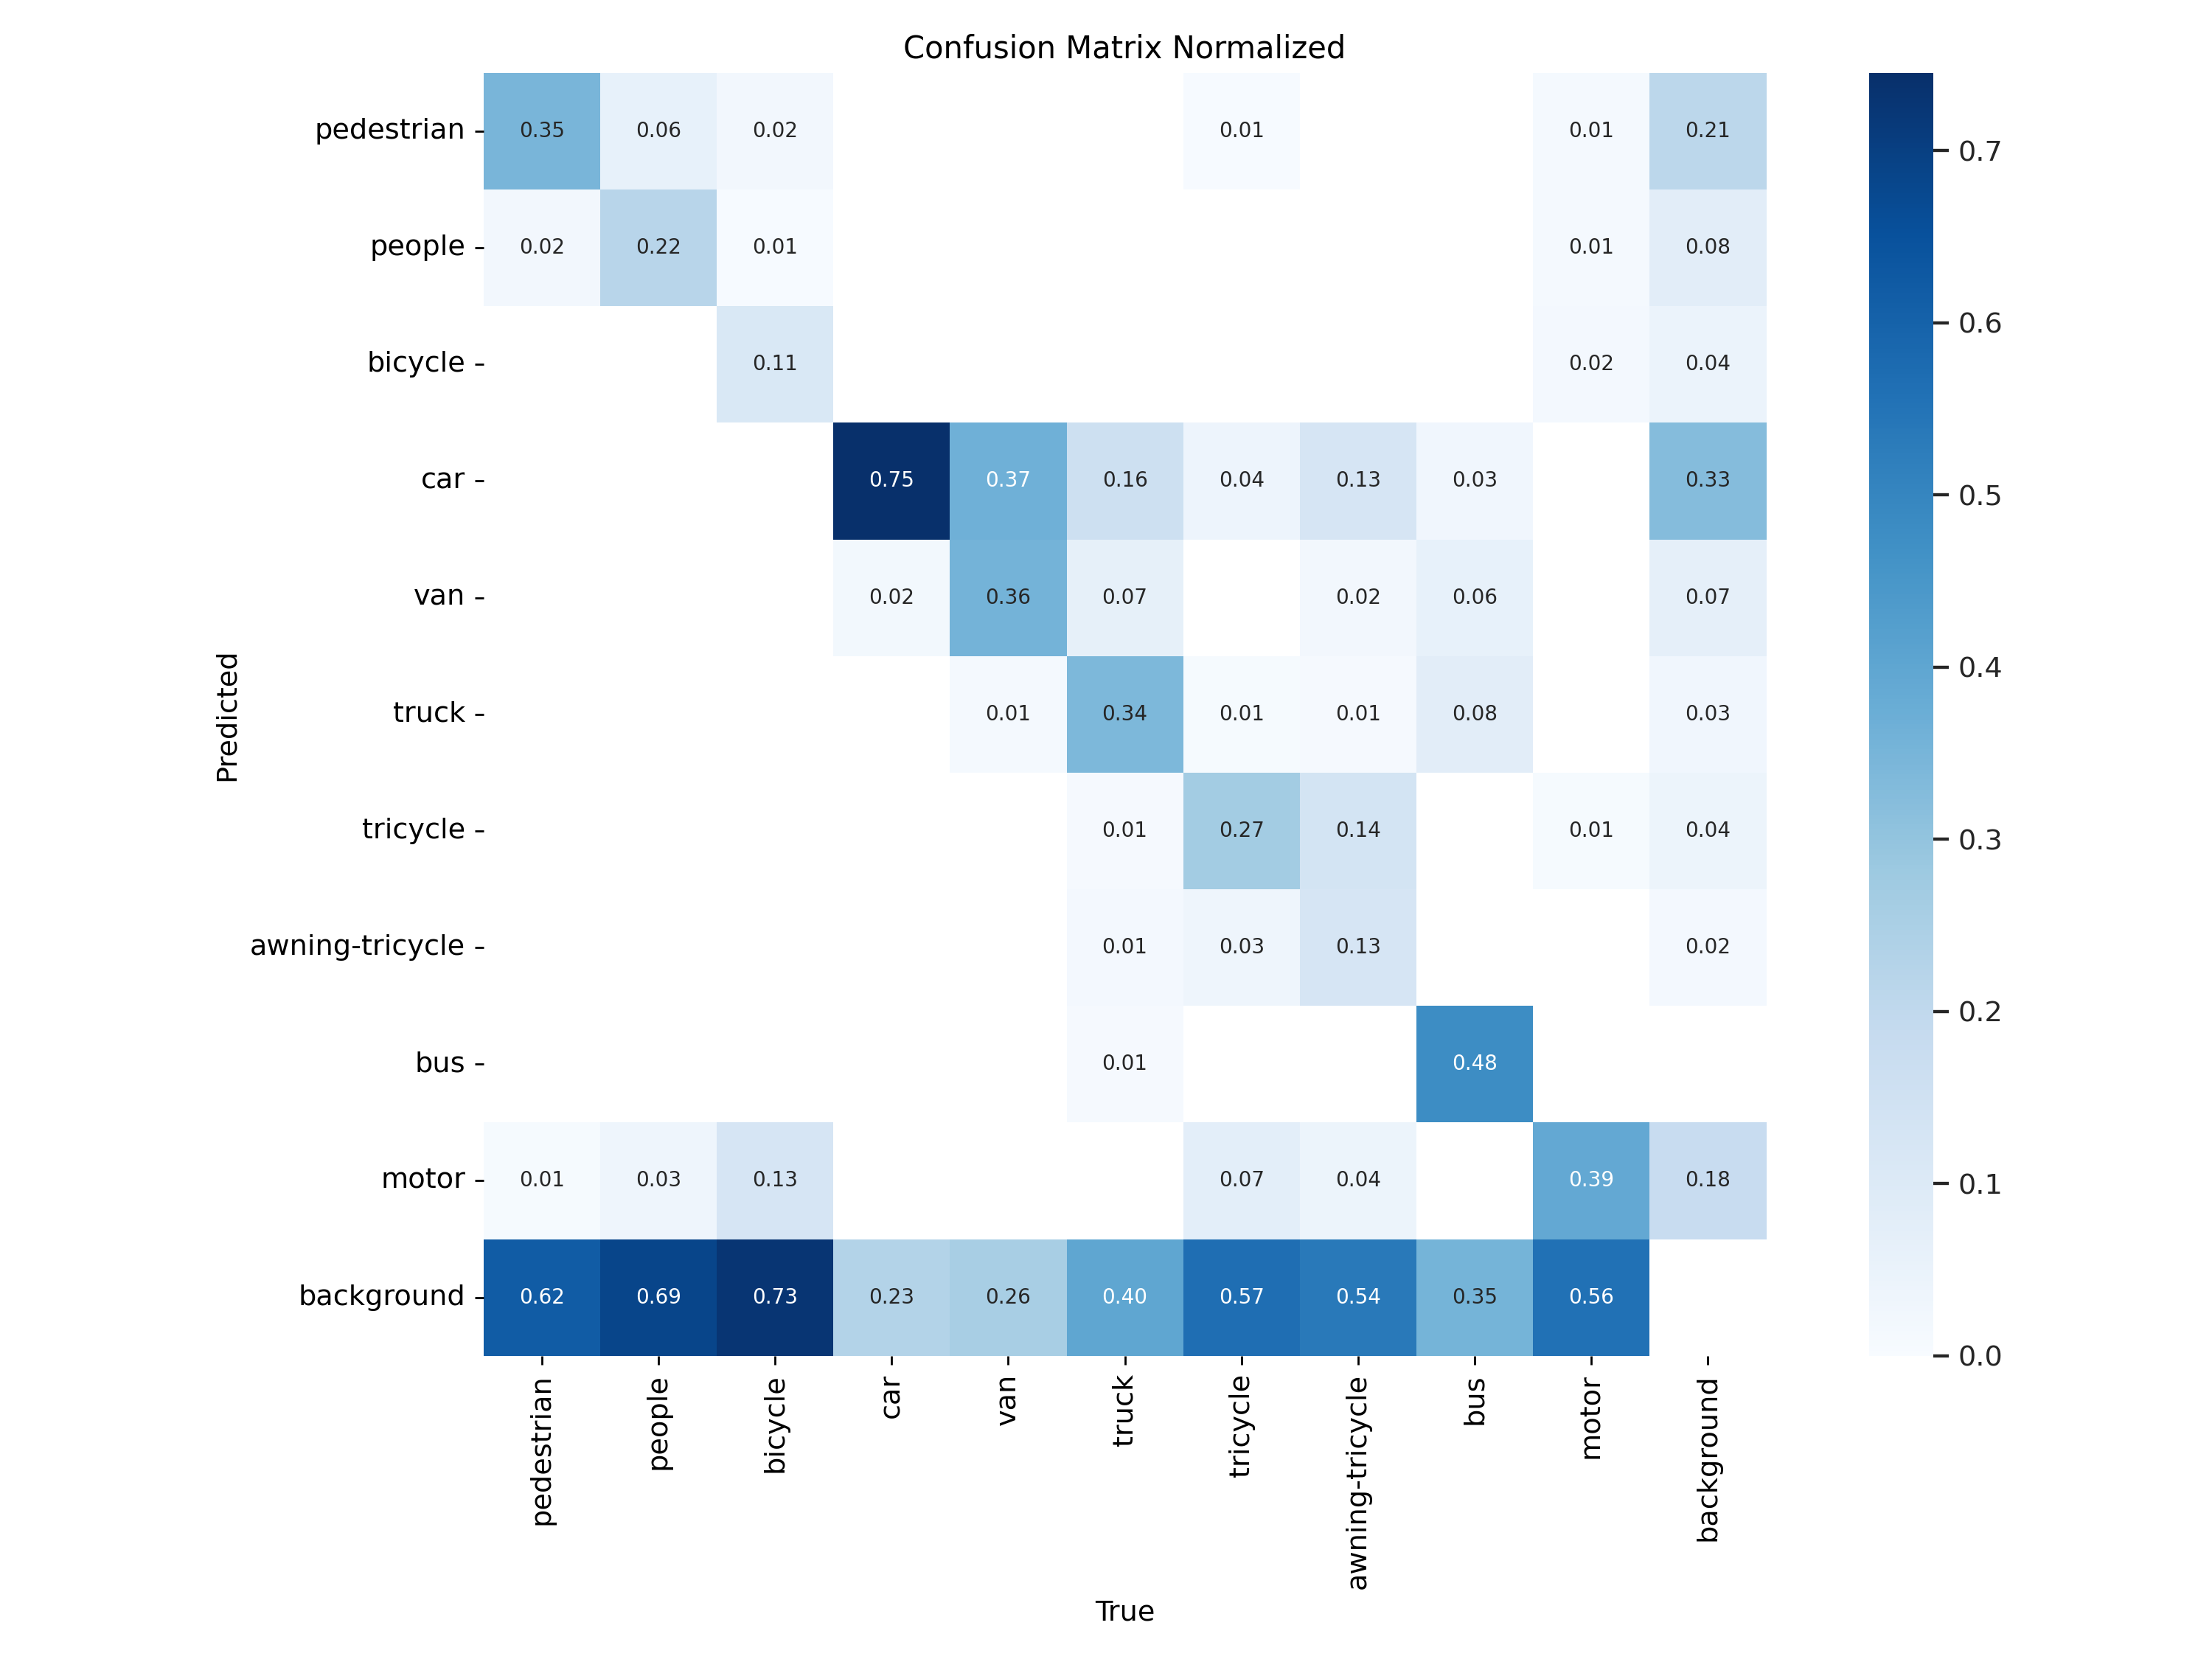 Confusion Matrix Normalized
pedestrian 0.35 0.06 0.02 0.01 0.01 0.21
people 0.02 0.22 0.01 0.01 0.08
bicycle 0.11 0.02 0.04
car 0.75 0.37 0.16 0.04 0.13 0.03 0.33
van 0.02 0.36 0.07 0.02 0.06 0.07
truck 0.01 0.34 0.01 0.01 0.08 0.03
tricycle 0.01 0.27 0.14 0.01 0.04
awning-tricycle 0.01 0.03 0.13 0.02
bus 0.01 0.48
motor 0.01 0.03 0.13 0.07 0.04 0.39 0.18
background 0.62 0.69 0.73 0.23 0.26 0.40 0.57 0.54 0.35 0.56
Predicted
pedestrian
people
bicycle
car
van
truck
tricycle
awning-tricycle
bus
motor
background
True
0.7
0.6
0.5
0.4
0.3
0.2
0.1
0.0